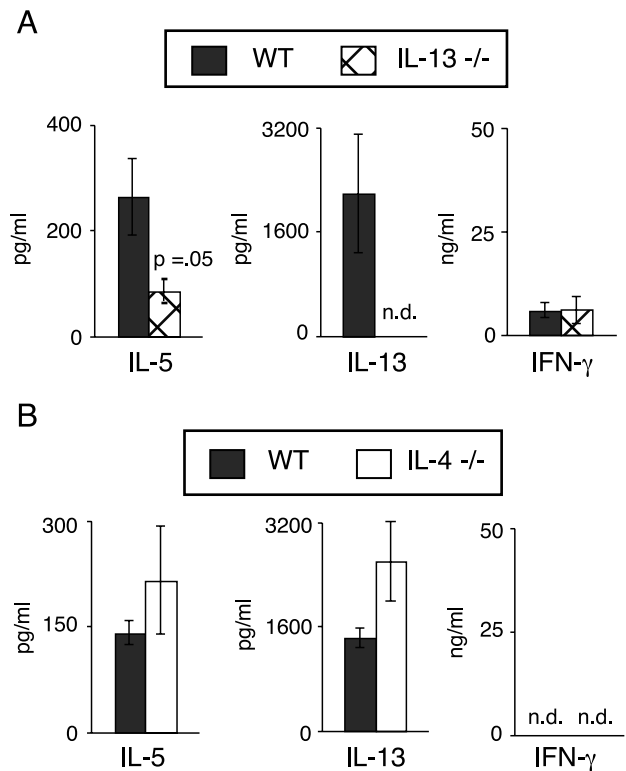 A
WT IL-13 -/-
400
200
0
pg/ml
p =.05
IL-5
3200
1600
0
pg/ml
n.d.
IL-13
50
25
0
ng/ml
IFN-γ
B
WT IL-4 -/-
300
150
0
pg/ml
IL-5
3200
1600
0
pg/ml
IL-13
50
25
0
ng/ml
n.d. n.d.
IFN-γ